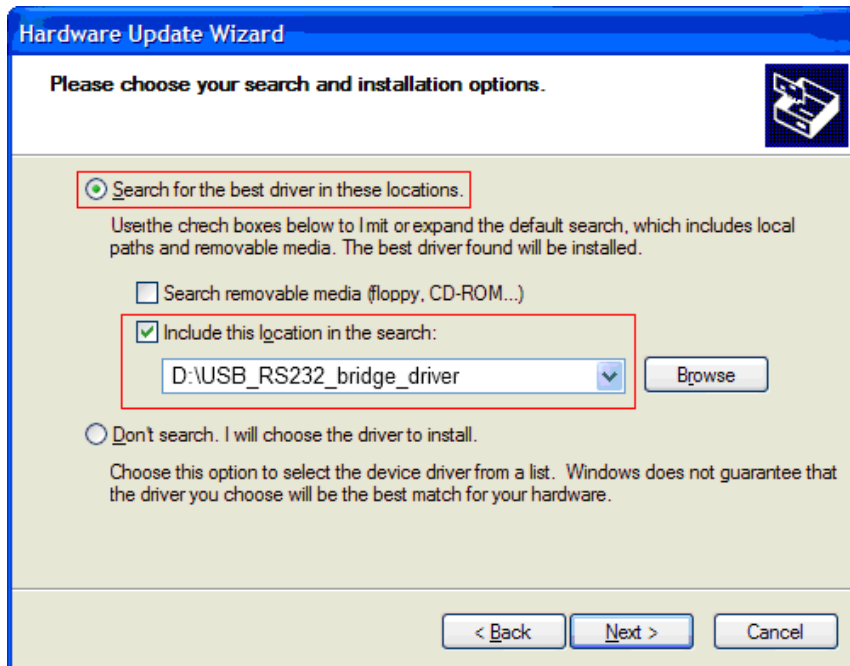 Hardware Update Wizard
Please choose your search and installation options.
Search for the best driver in these locations.
Userthe chrech boxes below to lmit or expand the default search, which includes local
paths and removable media. The best driver found will be installed.
Search removable media (floppy, CD-ROM...)
Include this location in the search:
D:\USB_RS232_bridge_driver
Browse
Don't search. I will choose the driver to install.
Choose this option to select the device driver from a list. Windows does not guarantee that
the driver you choose will be the best match for your hardware.
< Back Next > Cancel